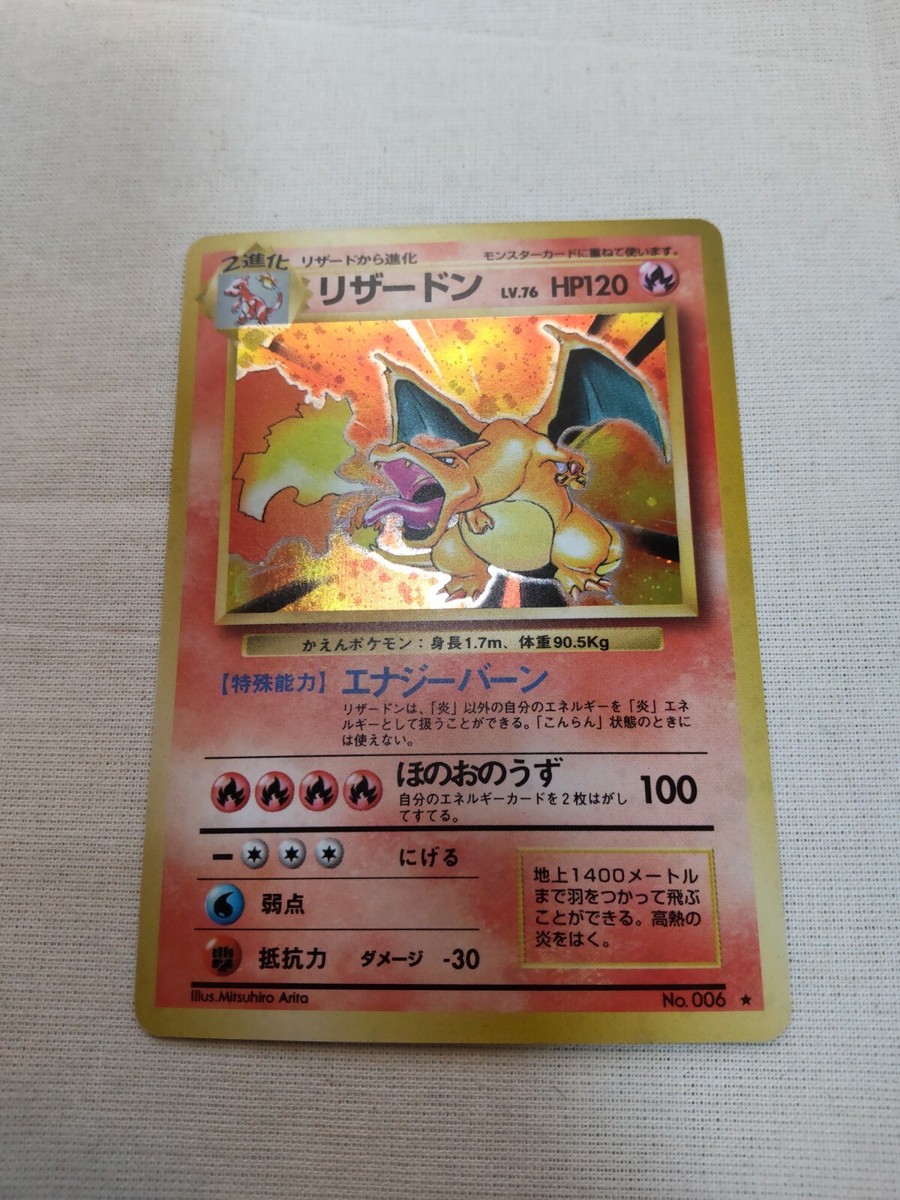 2進化 リザードから進化 モンスターカードに重ねて使います。
リザードン LV.76 HP120
かえんポケモン:身長1.7m、体重90.5Kg
【特殊能力】エナジーバーン
リザードンは、「炎」以外の自分のエネルギーを「炎」エネ
ルギーとして扱うことができる。「こんらん」状態のときに
は使えない。
ほのおのうず 100
自分のエネルギーカードを2枚はがし
てすてる。
− にげる
弱点
抵抗力 ダメージ -30
地上1400メートル
まで羽をつかって飛ぶ
ことができる。高熱の
炎をはく。
Illus.Mitsuhiro Arita No. 006 ★